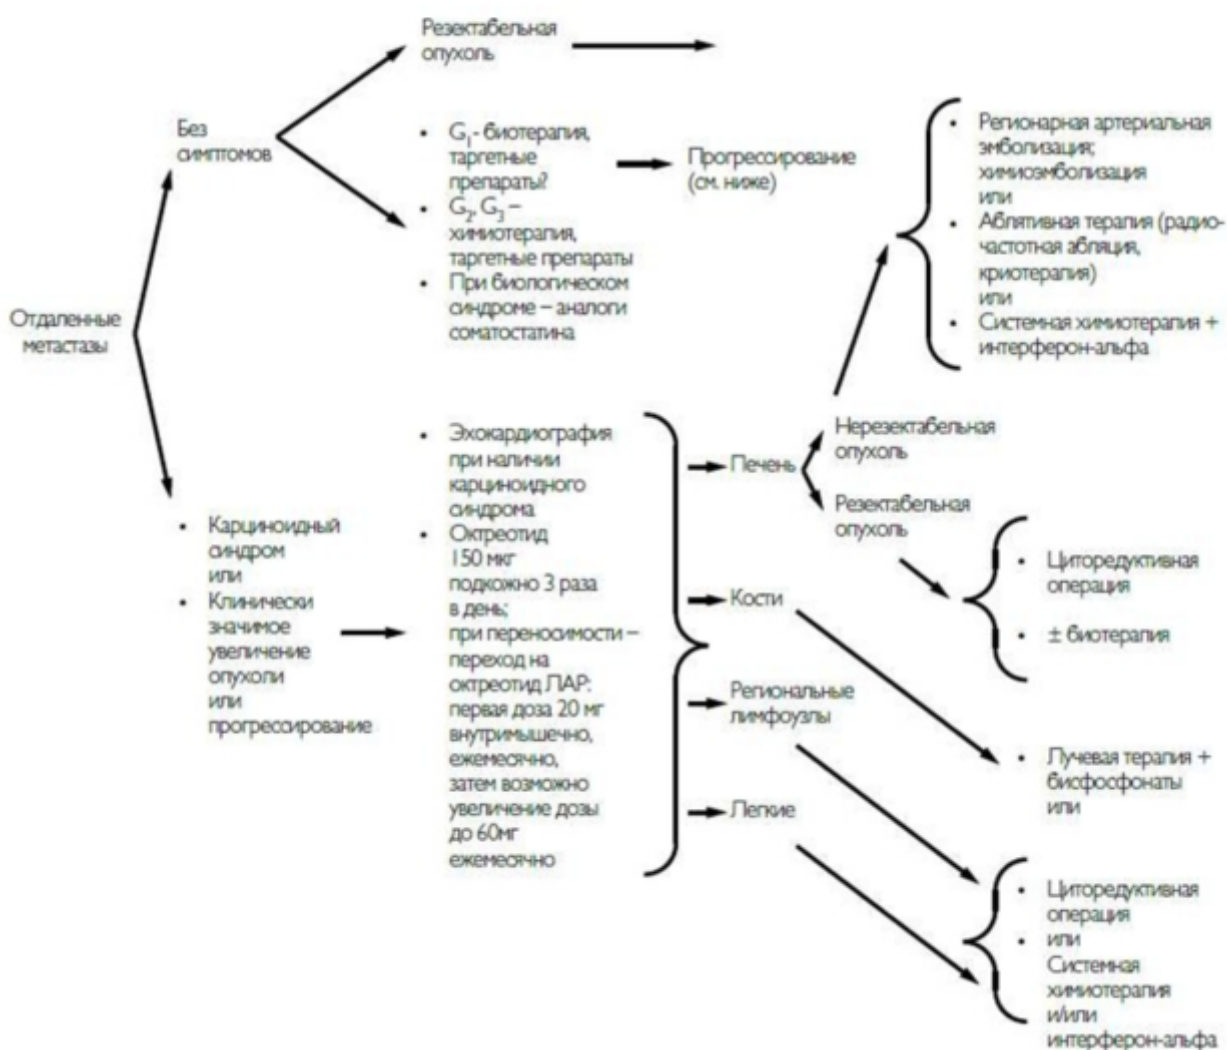 Резектабельная
опухоль
Без
симптомов
• G₁- биотерапия,
таргетные
препараты?
• G₂, G₃ –
химиотерапия,
таргетные препараты
• При биологическом
синдроме – аналоги
соматостатина
Прогрессирование
(см. ниже)
• Регионарная артериальная
эмболизация;
химиоэмболизация
или
• Аблятивная терапия (радио-
частотная абляция,
криотерапия)
или
• Системная химиотерапия +
интерферон-альфа
Отдаленные
метастазы
• Карциноидный
синдром
или
• Клинически
значимое
увеличение
опухоли
или
прогрессирование
• Эхокардиография
при наличии
карциноидного
синдрома
• Октреотид
150 мкг
подкожно 3 раза
в день;
при переносимости –
переход на
октреотид ЛАР:
первая доза 20 мг
внутримышечно,
ежемесячно,
затем возможно
увеличение дозы
до 60мг
ежемесячно
Печень
Нерезектабельная
опухоль
Резектабельная
опухоль
• Циторедуктивная
операция
• ± биотерапия
Кости
Региональные
лимфоузлы
Легкие
• Лучевая терапия +
бисфосфонаты
или
• Циторедуктивная
операция
• или
Системная
химиотерапия
и/или
интерферон-альфа